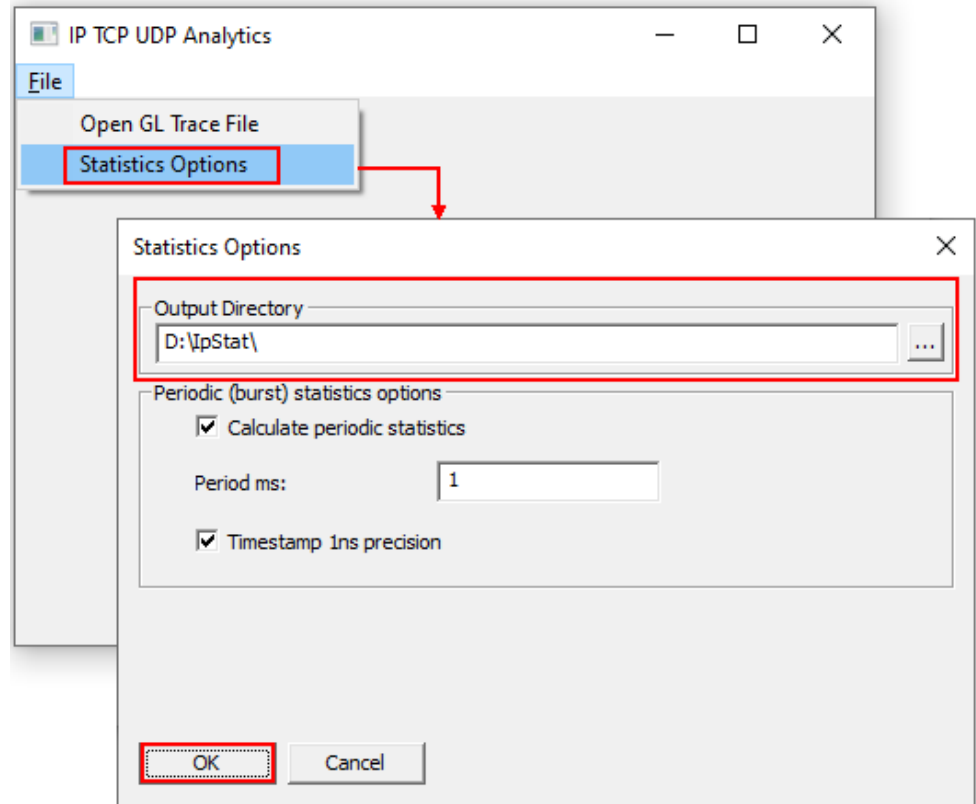 IP TCP UDP Analytics
File
Open GL Trace File
Statistics Options
Statistics Options
Output Directory
D:\IpStat\
...
Periodic (burst) statistics options
Calculate periodic statistics
Period ms:
1
Timestamp 1ns precision
OK
Cancel